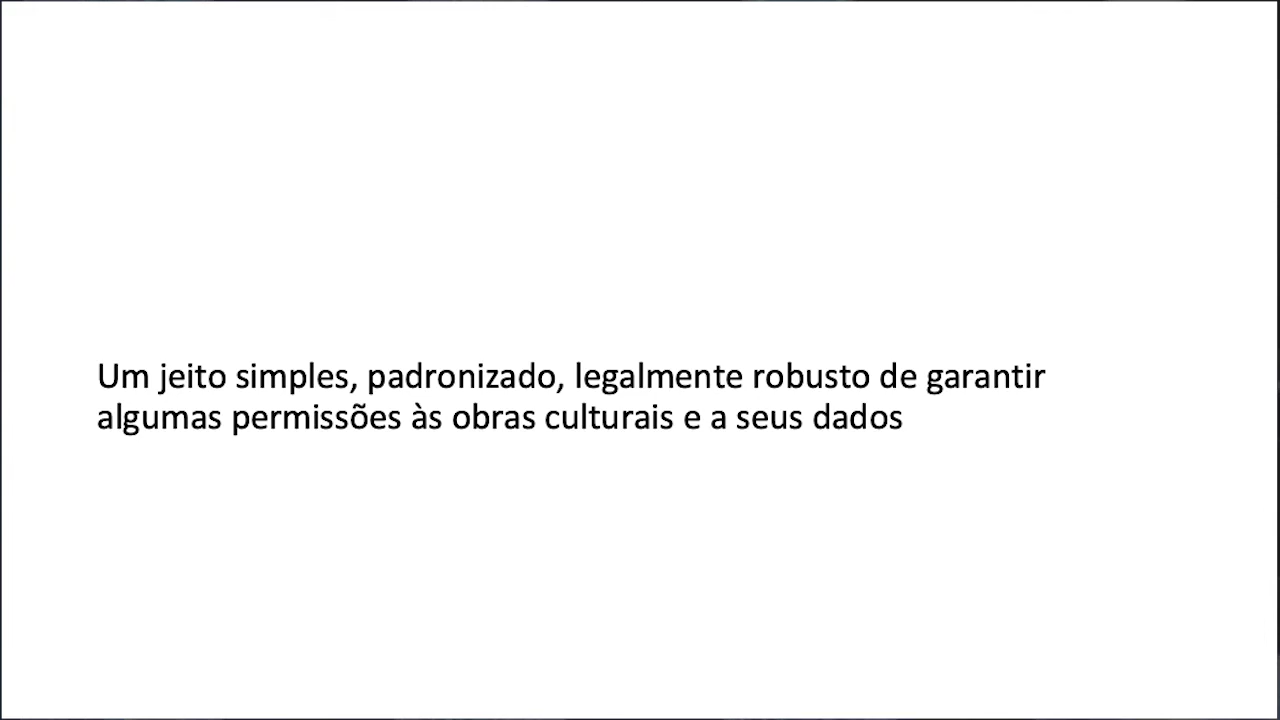 Um jeito simples, padronizado, legalmente robusto de garantir
algumas permissões às obras culturais e a seus dados